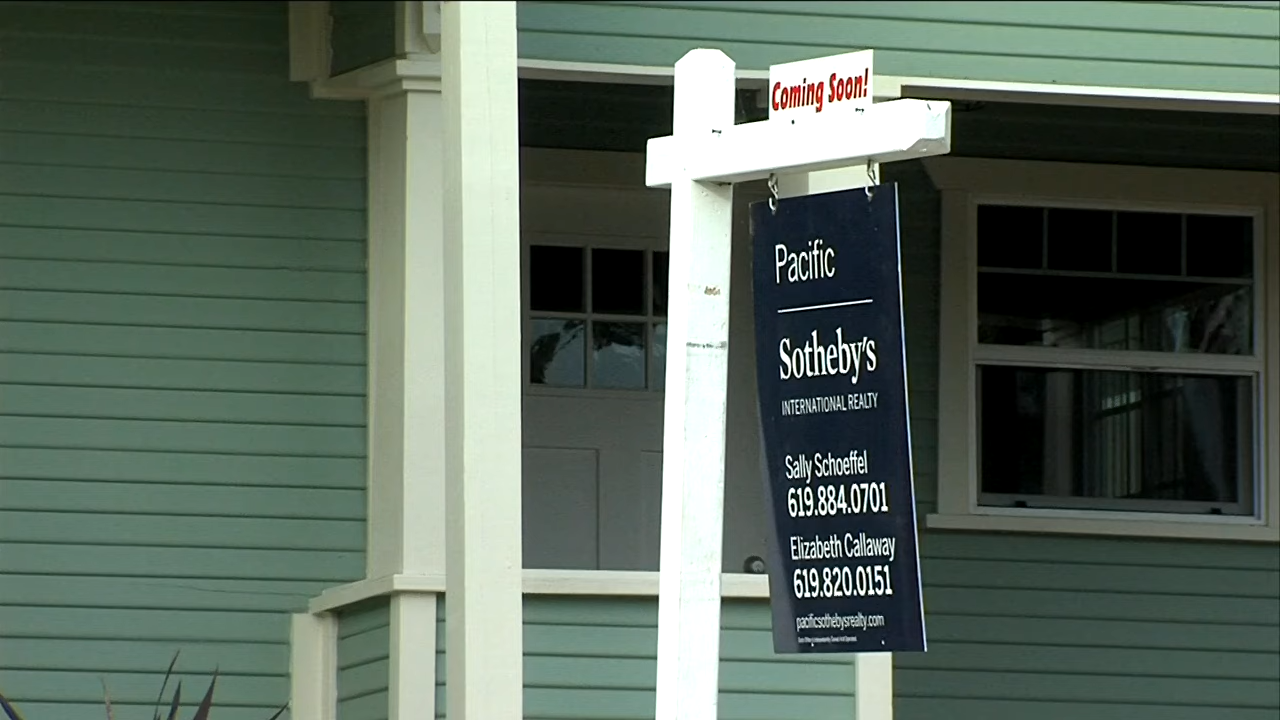 Coming Soon!
Pacific
Sotheby's
INTERNATIONAL REALTY
Sally Schoeffel
619.884.0701
Elizabeth Callaway
619.820.0151
pacificsothebysrealty.com